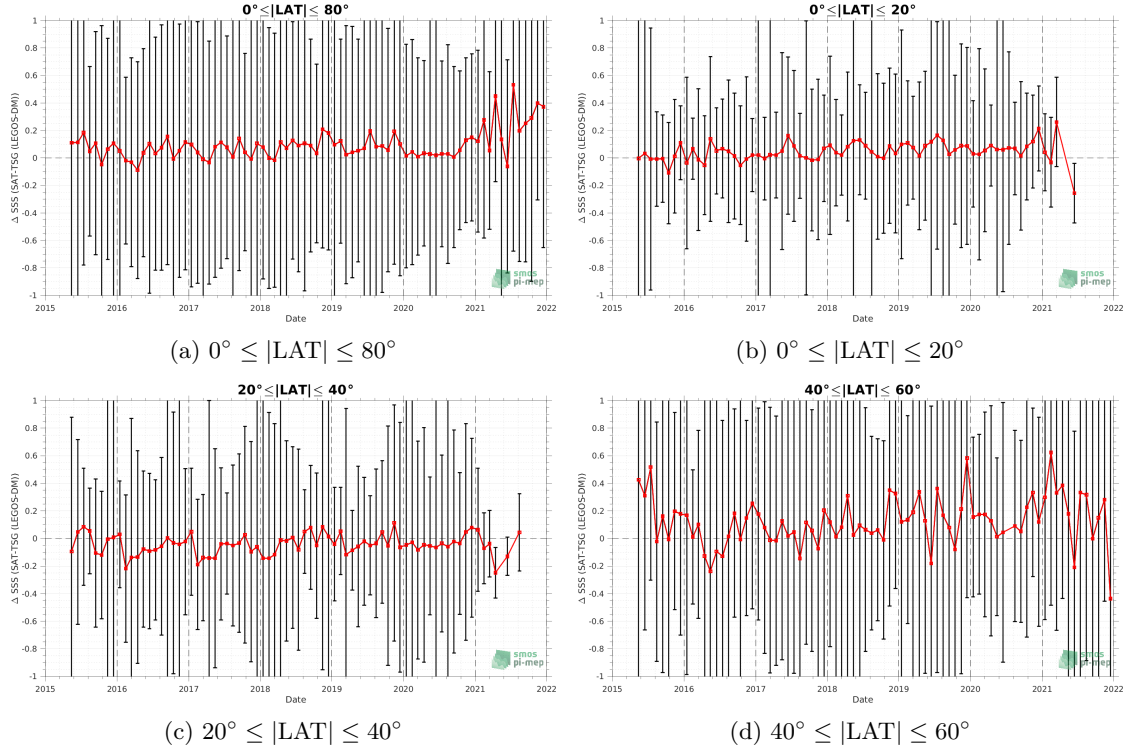 0°≤|LAT|≤ 80°
Δ SSS (SAT-TSG (LEGOS-DM))
1
0.8
0.6
0.4
0.2
0
-0.2
-0.4
-0.6
-0.8
-1
2015 2016 2017 2018 2019 2020 2021 2022
Date
smos
pi-mep
(a) 0° ≤ |LAT| ≤ 80°
0°≤|LAT|≤ 20°
Δ SSS (SAT-TSG (LEGOS-DM))
1
0.8
0.6
0.4
0.2
0
-0.2
-0.4
-0.6
-0.8
-1
2015 2016 2017 2018 2019 2020 2021 2022
Date
smos
pi-mep
(b) 0° ≤ |LAT| ≤ 20°
20°≤|LAT|≤ 40°
Δ SSS (SAT-TSG (LEGOS-DM))
1
0.8
0.6
0.4
0.2
0
-0.2
-0.4
-0.6
-0.8
-1
2015 2016 2017 2018 2019 2020 2021 2022
Date
smos
pi-mep
(c) 20° ≤ |LAT| ≤ 40°
40°≤|LAT|≤ 60°
Δ SSS (SAT-TSG (LEGOS-DM))
1
0.8
0.6
0.4
0.2
0
-0.2
-0.4
-0.6
-0.8
-1
2015 2016 2017 2018 2019 2020 2021 2022
Date
smos
pi-mep
(d) 40° ≤ |LAT| ≤ 60°